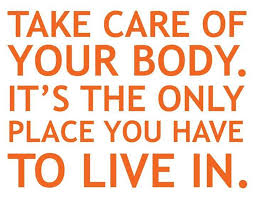 TAKE CARE OF
YOUR BODY.
IT'S THE ONLY
PLACE YOU HAVE
TO LIVE IN.